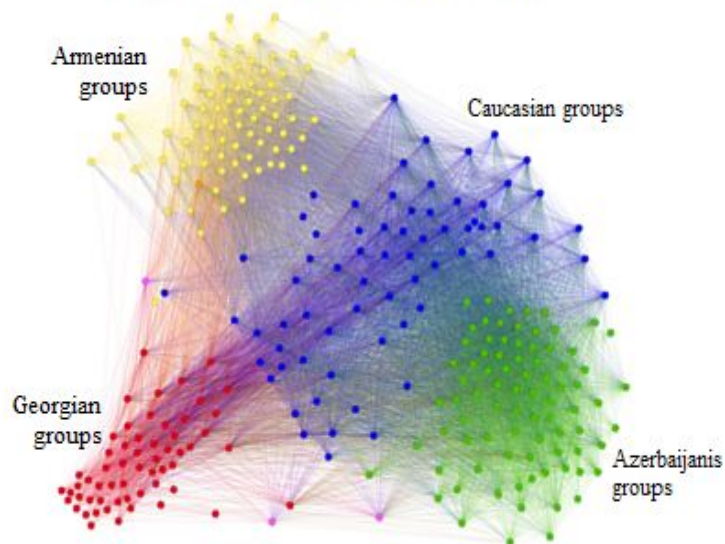 Armenian
groups
Caucasian groups
Georgian
groups
Azerbaijanis
groups